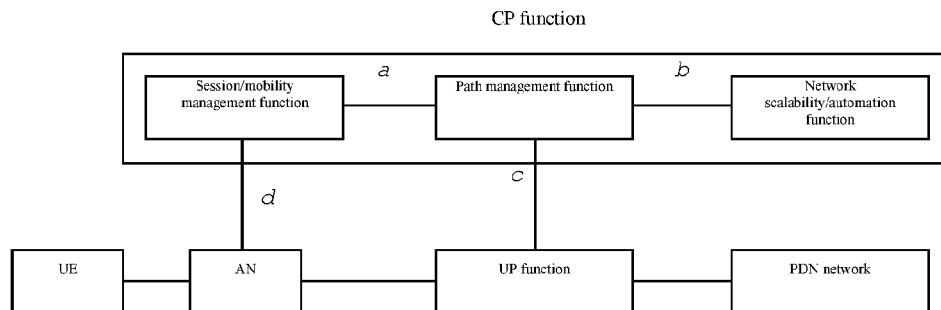 CP function
a
b
Session/mobility
management function
Path management function
Network
scalability/automation
function
c
d
UE
AN
UP function
PDN network